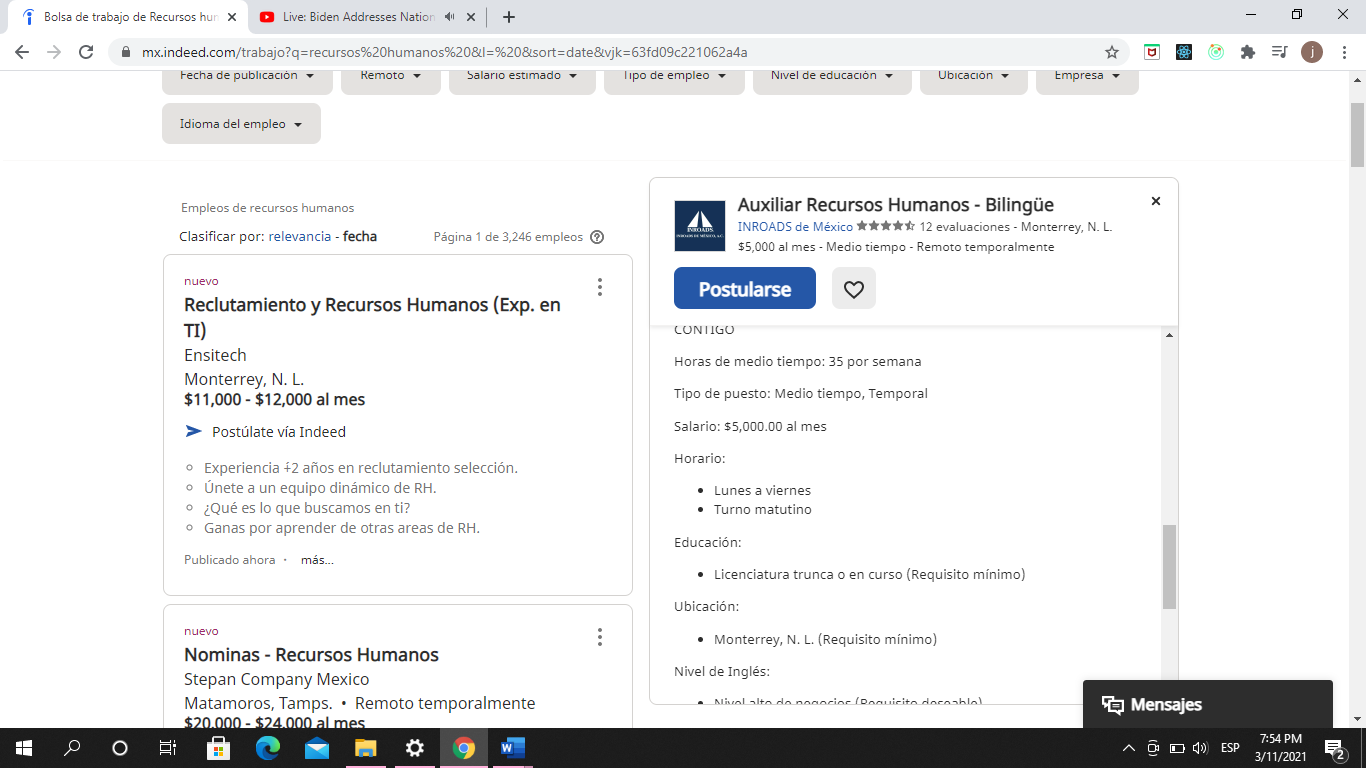 Bolsa de trabajo de Recursos hum
Live: Biden Addresses Nation
mx.indeed.com/trabajo?q=recursos%20humanos%20&l=%20&sort=date&vjk=63fd09c221062a4a
j
Fecha de publicación
Remoto
Salario estimado
Tipo de empleo
Nivel de educación
Ubicación
Empresa
Idioma del empleo
Empleos de recursos humanos
Clasificar por: relevancia - fecha
Página 1 de 3,246 empleos
nuevo
Reclutamiento y Recursos Humanos (Exp. en
TI)
Ensitech
Monterrey, N. L.
$11,000 - $12,000 al mes
Postúlate vía Indeed
Experiencia +2 años en reclutamiento selección.
Únete a un equipo dinámico de RH.
¿Qué es lo que buscamos en ti?
Ganas por aprender de otras areas de RH.
Publicado ahora · más...
nuevo
Nominas - Recursos Humanos
Stepan Company Mexico
Matamoros, Tamps. • Remoto temporalmente
$20,000 - $24,000 al mes
INROADS
INROADS DE MÉXICO, A.C.
Auxiliar Recursos Humanos - Bilingüe
INROADS de México 12 evaluaciones - Monterrey, N. L.
$5,000 al mes - Medio tiempo - Remoto temporalmente
Postularse
CONTIGO
Horas de medio tiempo: 35 por semana
Tipo de puesto: Medio tiempo, Temporal
Salario: $5,000.00 al mes
Horario:
Lunes a viernes
Turno matutino
Educación:
Licenciatura trunca o en curso (Requisito mínimo)
Ubicación:
Monterrey, N. L. (Requisito mínimo)
Nivel de Inglés:
Nivel alto de negocios (Requisito deseable)
Mensajes
ESP
7:54 PM
3/11/2021
2